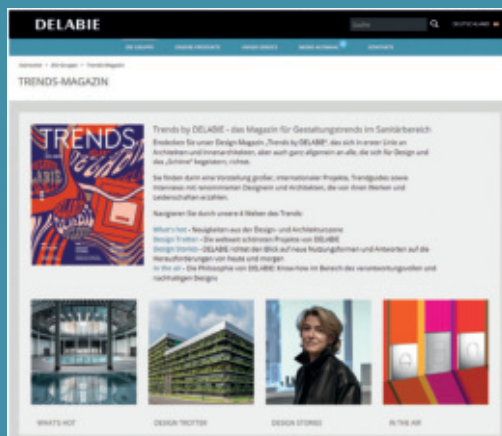 DELABIE
Suche
DEUTSCHLAND
DIE GRUPPE UNSERE PRODUKTE UNSER SERVICE MEINE AUSWAHL KONTAKTE
Startseite > Die Gruppe > Trends-Magazin
TRENDS-MAGAZIN
TRENDS
Trends by DELABIE – das Magazin für Gestaltungstrends im Sanitärbereich
Entdecken Sie unser Design-Magazin „Trends by DELABIE“, das sich in erster Linie an
Architekten und Innenarchitekten, aber auch ganz allgemein an alle, die sich für Design und
das „Schöne“ begeistern, richtet.
Sie finden darin eine Vorstellung großer, internationaler Projekte, Trendguides sowie
Interviews mit renommierten Designern und Architekten, die von ihren Werken und
Leidenschaften erzählen.
Navigieren Sie durch unsere 4 Welten des Trends:
What's hot - Neuigkeiten aus der Design- und Architekturszene
Design Trotter - Die weltweit schönsten Projekte von DELABIE
Design Stories - DELABIE richtet den Blick auf neue Nutzungsformen und Antworten auf die
Herausforderungen von heute und morgen
In the air - Die Philosophie von DELABIE: Know-how im Bereich des verantwortungsvollen und
nachhaltigen Designs
WHAT'S HOT
DESIGN TROTTER
DESIGN STORIES
IN THE AIR